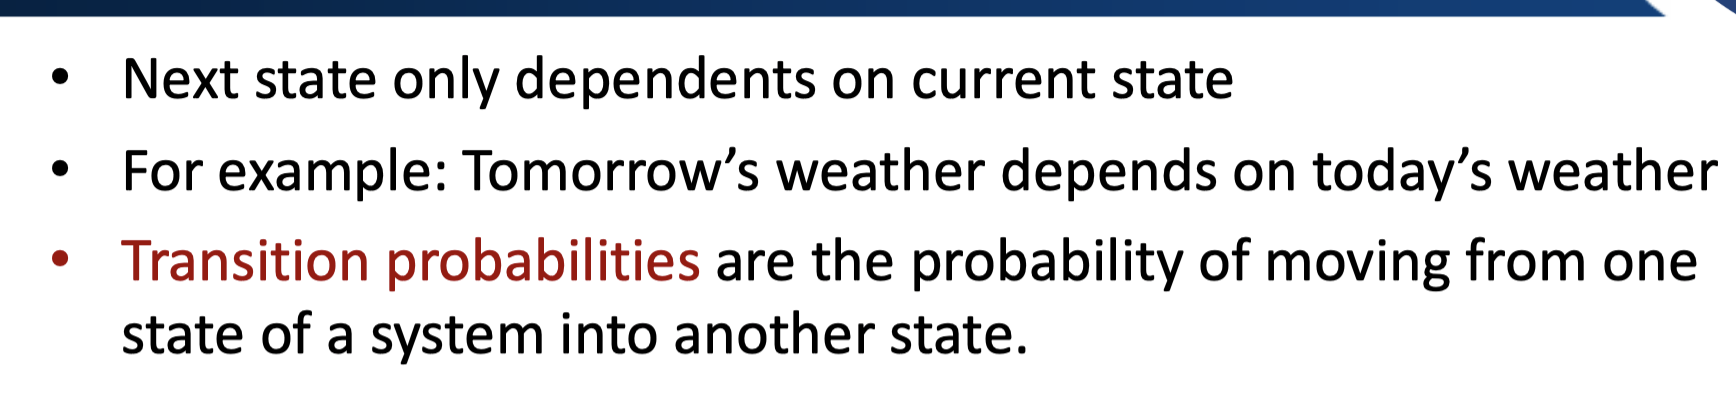 • Next state only dependents on current state
• For example: Tomorrow’s weather depends on today’s weather
• Transition probabilities are the probability of moving from one
state of a system into another state.